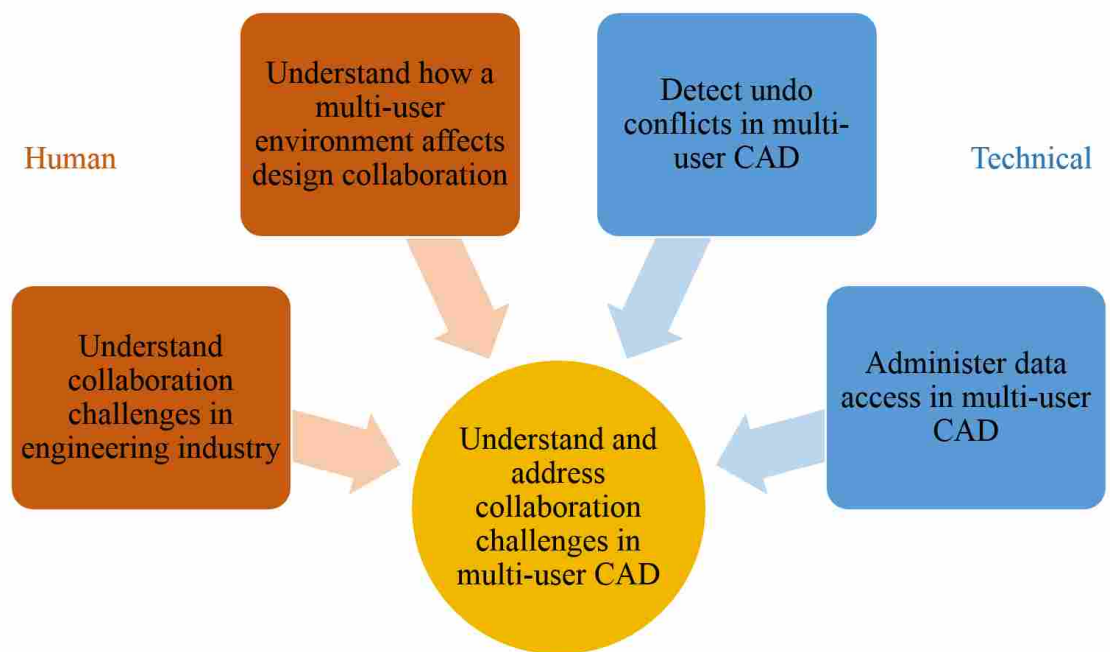 Human
Understand how a
multi-user
environment affects
design collaboration
Detect undo
conflicts in multi-
user CAD
Technical
Understand
collaboration
challenges in
engineering industry
Administer data
access in multi-user
CAD
Understand and
address
collaboration
challenges in
multi-user CAD